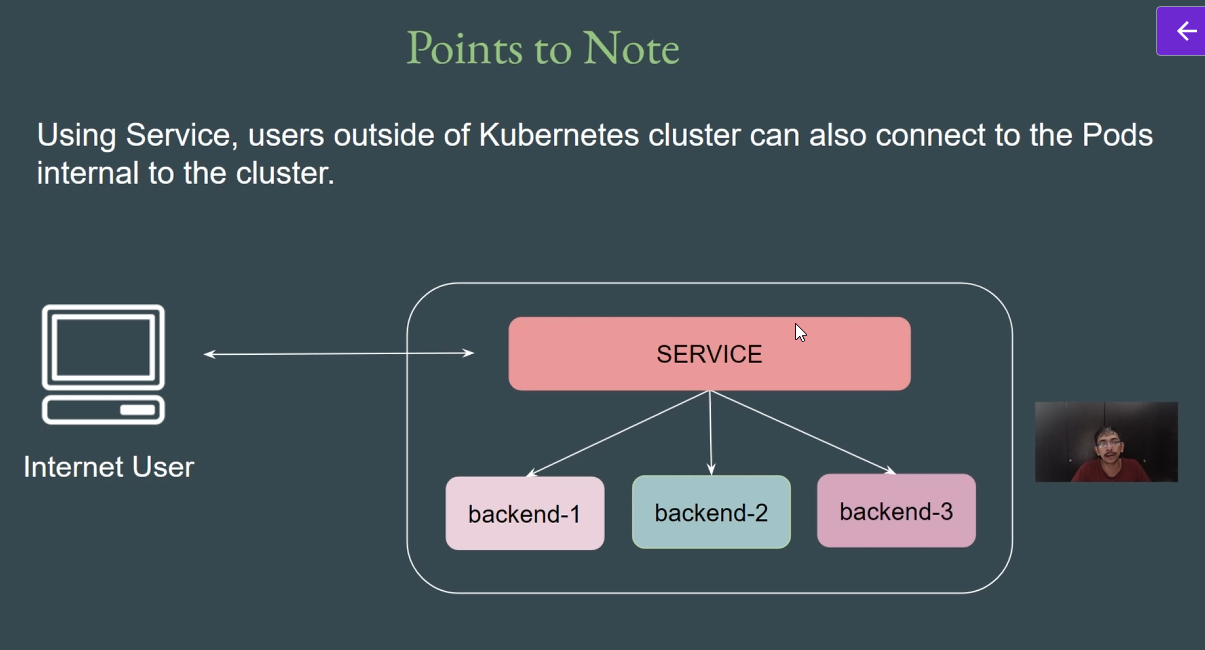 Points to Note
Using Service, users outside of Kubernetes cluster can also connect to the Pods
internal to the cluster.
SERVICE
Internet User
backend-1
backend-2
backend-3